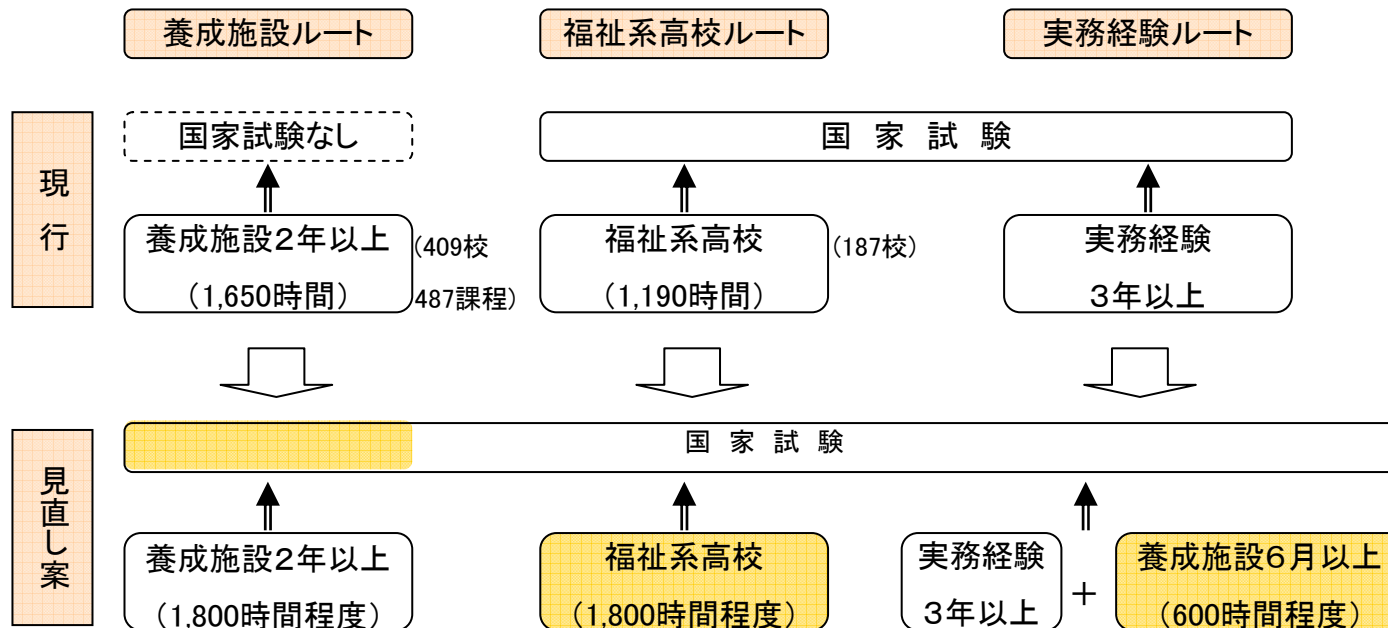 養成施設ルート
福祉系高校ルート
実務経験ルート
現行
国家試験なし
国家試験
養成施設2年以上
(1,650時間)
(409校
487課程)
福祉系高校
(1,190時間)
(187校)
実務経験
3年以上
見直し案
国家試験
養成施設2年以上
(1,800時間程度)
福祉系高校
(1,800時間程度)
実務経験
3年以上
+
養成施設6月以上
(600時間程度)